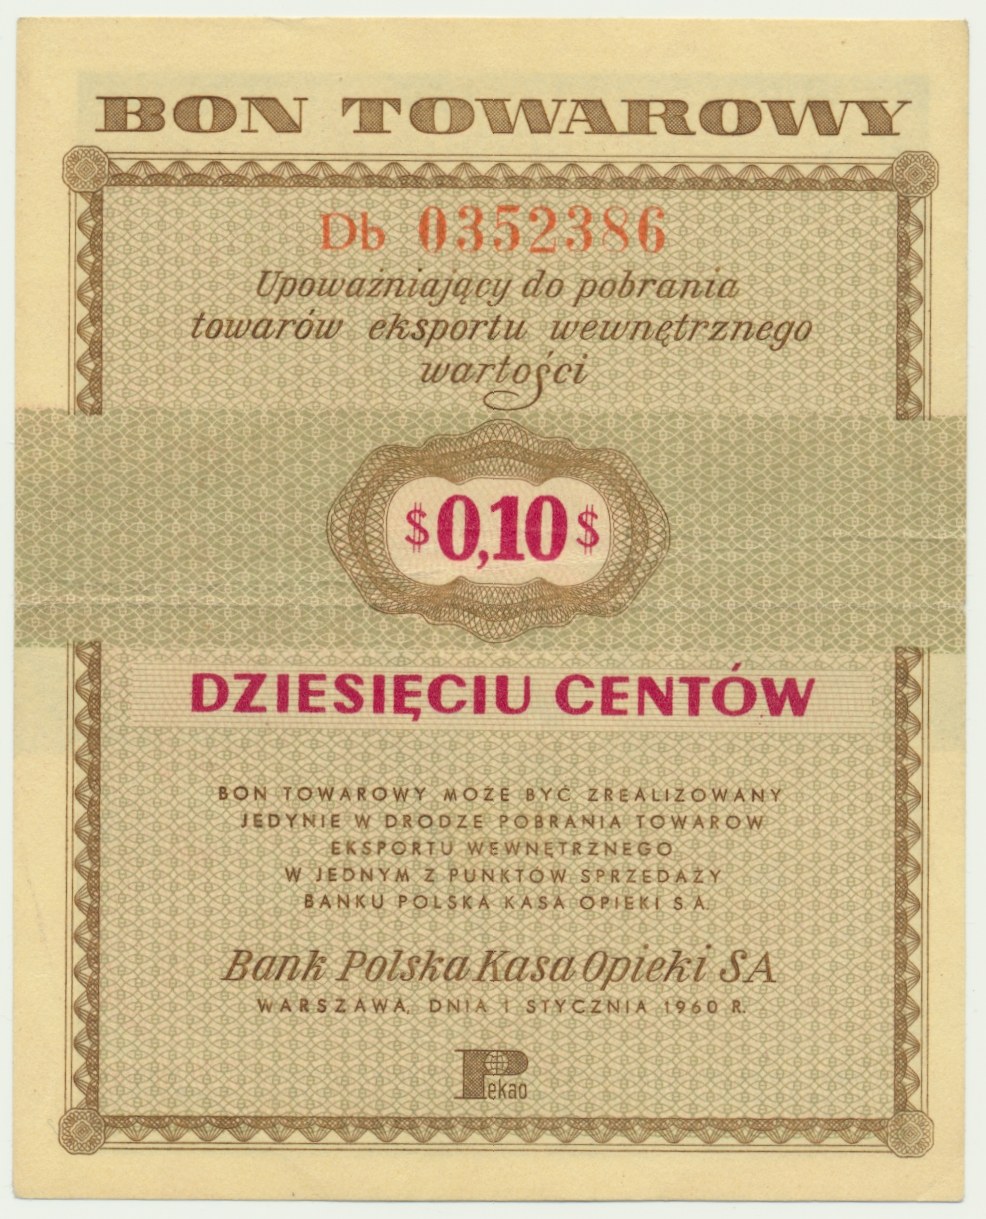 BON TOWAROWY
Db 0352386
Upoważniający do pobrania
towarów eksportu wewnętrznego
wartości
$0,10$
DZIESIĘCIU CENTÓW
BON TOWAROWY MOŻE BYĆ ZREALIZOWANY
JEDYNIE W DRODZE POBRANIA TOWARÓW
EKSPORTU WEWNĘTRZNEGO
W JEDNYM Z PUNKTÓW SPRZEDAŻY
BANKU POLSKA KASA OPIEKI S.A.
Bank Polska Kasa Opieki SA
WARSZAWA, DNIA 1 STYCZNIA 1960 R.
Pekao